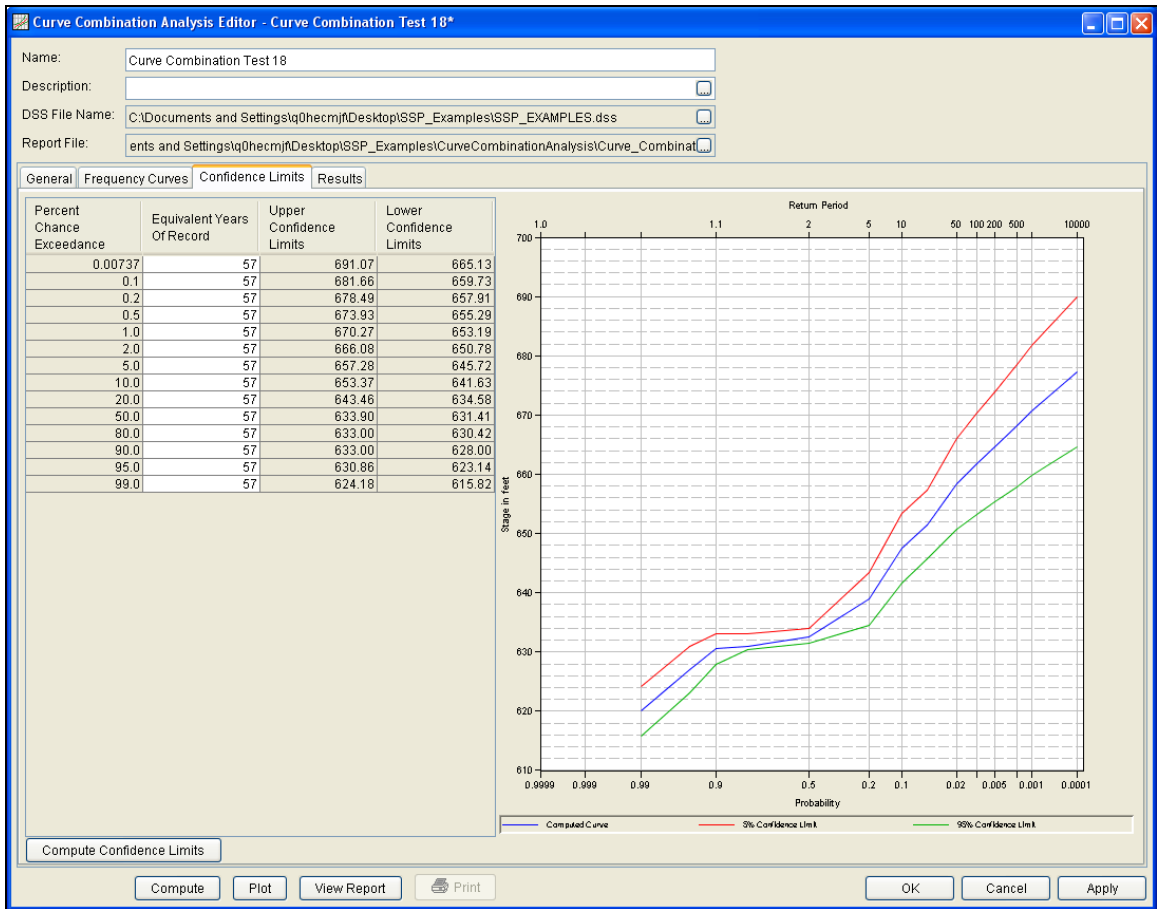 Curve Combination Analysis Editor - Curve Combination Test 18*
Name: Curve Combination Test 18
Description: ...
DSS File Name: C:\Documents and Settings\q0hecmjf\Desktop\SSP_Examples\SSP_EXAMPLES.dss ...
Report File: ents and Settings\q0hecmjf\Desktop\SSP_Examples\CurveCombinationAnalysis\Curve_Combinat ...
General Frequency Curves Confidence Limits Results
Percent Chance Exceedance Equivalent Years Of Record Upper Confidence Limits Lower Confidence Limits
0.00737 57 691.07 665.13
0.1 57 681.66 659.73
0.2 57 678.49 657.91
0.5 57 673.93 655.29
1.0 57 670.27 653.19
2.0 57 666.08 650.78
5.0 57 657.28 645.72
10.0 57 653.37 641.63
20.0 57 643.46 634.58
50.0 57 633.90 631.41
80.0 57 633.00 630.42
90.0 57 633.00 628.00
95.0 57 630.86 623.14
99.0 57 624.18 615.82
Return Period
1.0 1.1 2 5 10 50 100 200 500 10000
700
690
680
670
660
650
640
630
620
610
Stage in feet
0.9999 0.999 0.99 0.9 0.5 0.2 0.1 0.02 0.005 0.001 0.0001
Probability
Computed Curve 5% Confidence Limit 95% Confidence Limit
Compute Confidence Limits
Compute Plot View Report Print OK Cancel Apply